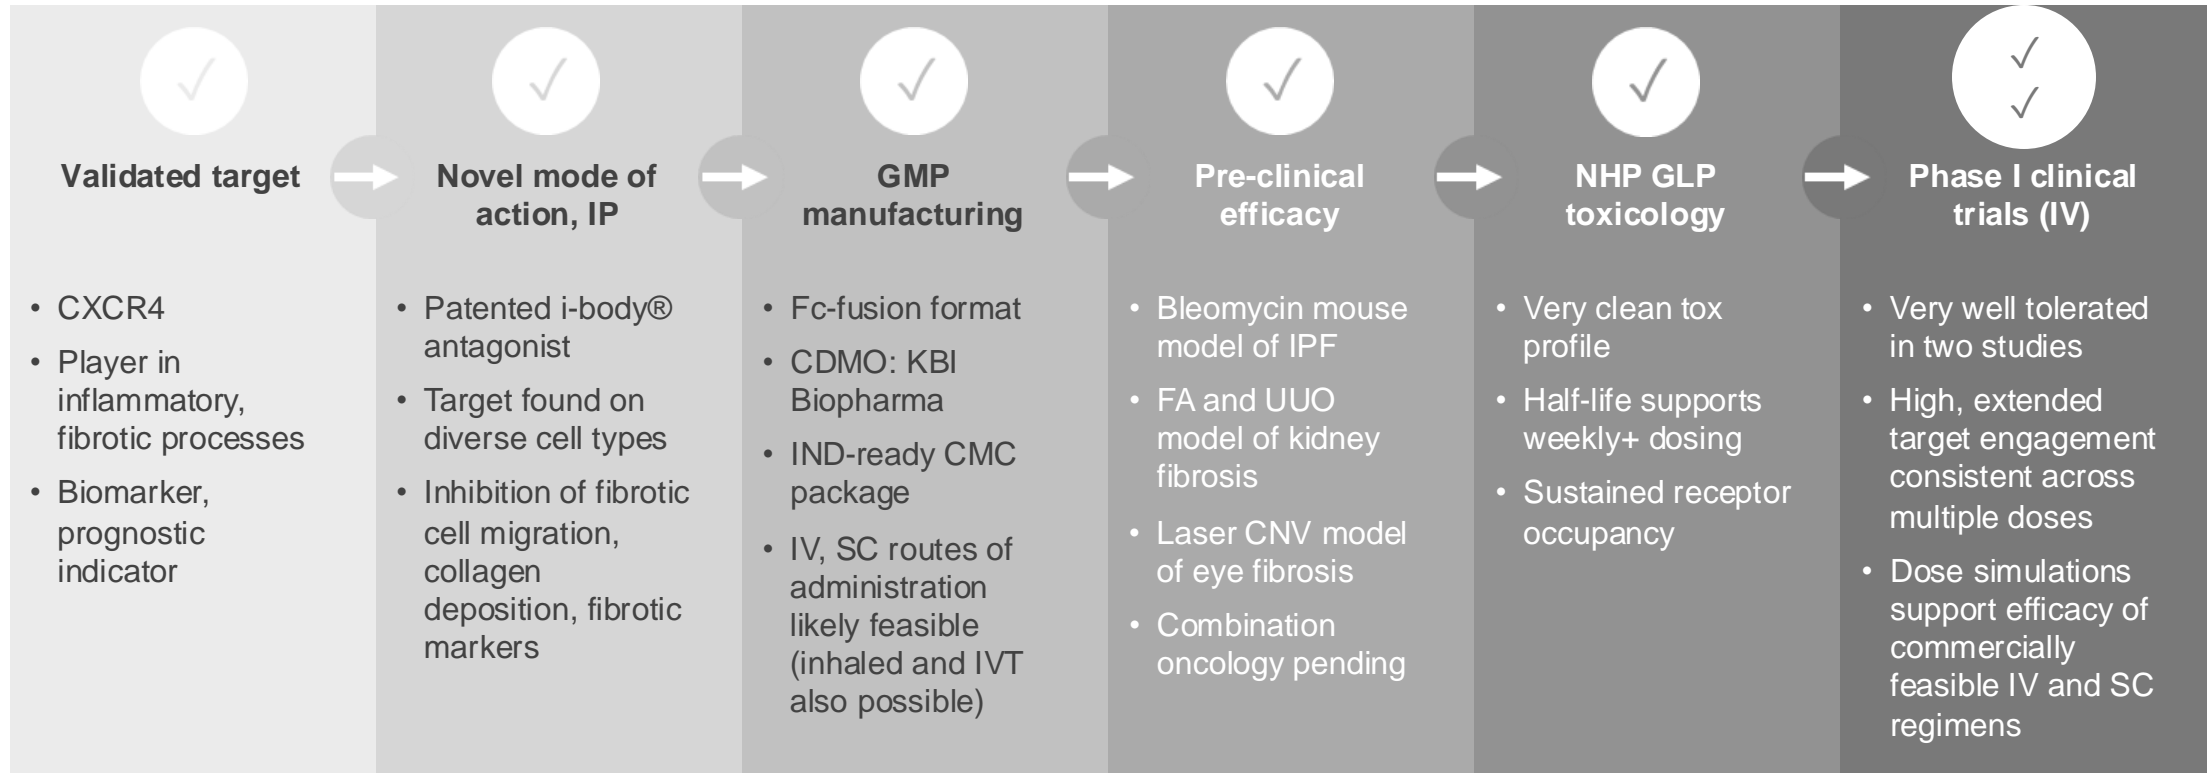 Validated target
• CXCR4
• Player in
inflammatory,
fibrotic processes
• Biomarker,
prognostic
indicator
Novel mode of
action, IP
• Patented i-body®
antagonist
• Target found on
diverse cell types
• Inhibition of fibrotic
cell migration,
collagen
deposition, fibrotic
markers
GMP
manufacturing
• Fc-fusion format
• CDMO: KBI
Biopharma
• IND-ready CMC
package
• IV, SC routes of
administration
likely feasible
(inhaled and IVT
also possible)
Pre-clinical
efficacy
• Bleomycin mouse
model of IPF
• FA and UUO
model of kidney
fibrosis
• Laser CNV model
of eye fibrosis
• Combination
oncology pending
NHP GLP
toxicology
• Very clean tox
profile
• Half-life supports
weekly+ dosing
• Sustained receptor
occupancy
Phase I clinical
trials (IV)
• Very well tolerated
in two studies
• High, extended
target engagement
consistent across
multiple doses
• Dose simulations
support efficacy of
commercially
feasible IV and SC
regimens